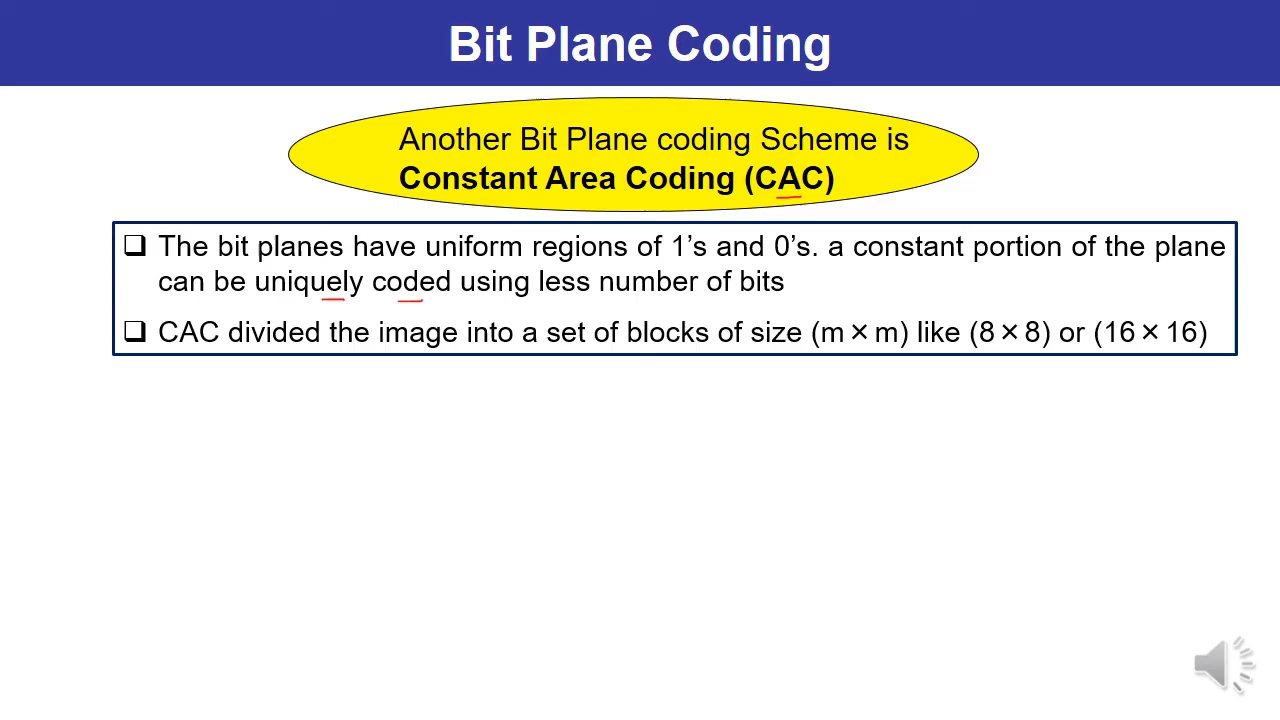 Bit Plane Coding
Another Bit Plane coding Scheme is
Constant Area Coding (CAC)
❑ The bit planes have uniform regions of 1’s and 0’s. a constant portion of the plane
can be uniquely coded using less number of bits
❑ CAC divided the image into a set of blocks of size (m × m) like (8 × 8) or (16 × 16)